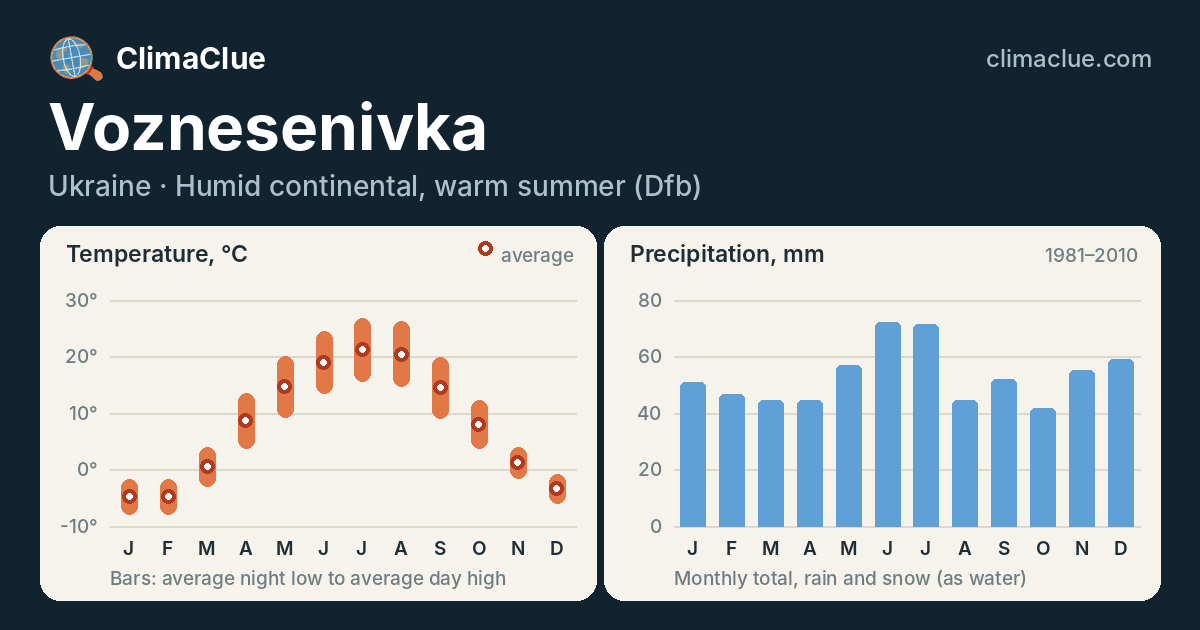 ClimaClue
climaclue.com
Voznesenivka
Ukraine · Humid continental, warm summer (Dfb)
Temperature, °C
average
30°
20°
10°
0°
-10°
J F M A M J J A S O N D
Bars: average night low to average day high
Precipitation, mm
1981–2010
80
60
40
20
0
J F M A M J J A S O N D
Monthly total, rain and snow (as water)